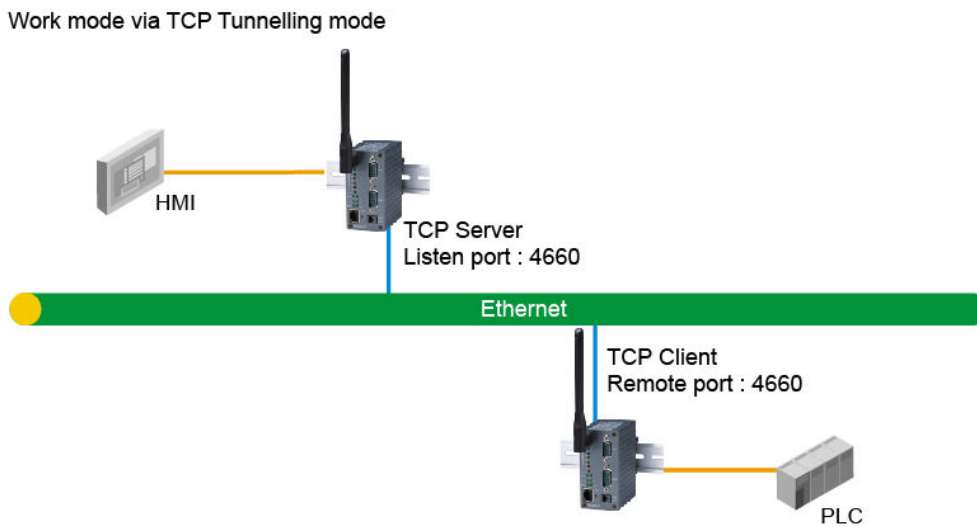 Work mode via TCP Tunnelling mode
HMI
TCP Server
Listen port : 4660
Ethernet
TCP Client
Remote port : 4660
PLC